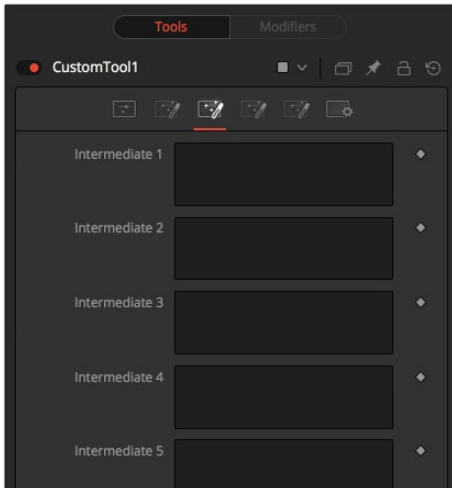 Tools
Modifiers
CustomTool1
Intermediate 1
Intermediate 2
Intermediate 3
Intermediate 4
Intermediate 5